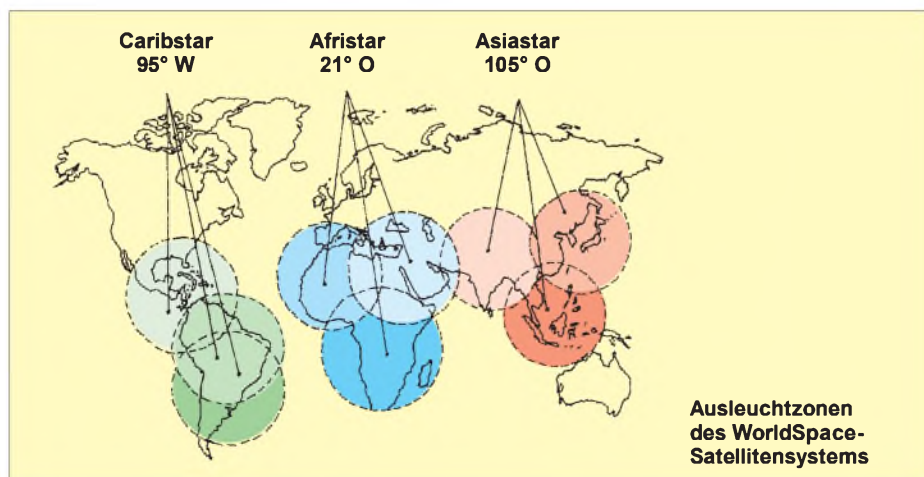 Caribstar
95° W
Afristar
21° O
Asiastar
105° O
Ausleuchtzonen
des WorldSpace-
Satellitensystems